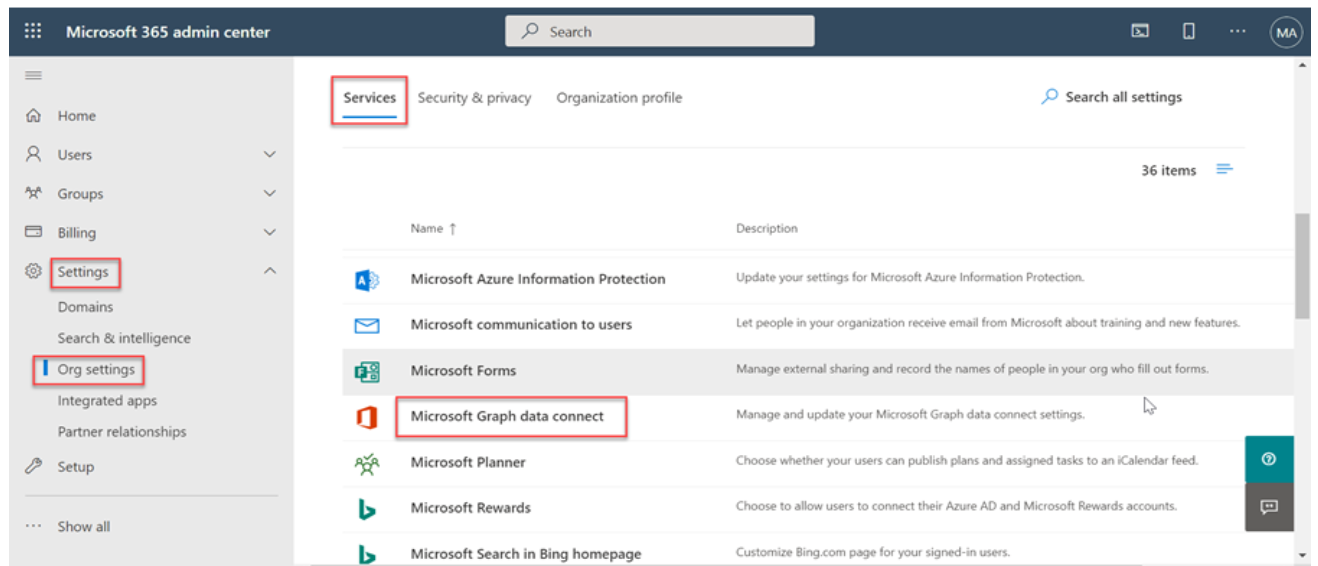 Microsoft 365 admin center
Search
MA
Home
Users
Groups
Billing
Settings
Domains
Search & intelligence
Org settings
Integrated apps
Partner relationships
Setup
Show all
Services Security & privacy Organization profile
Search all settings
36 items
Name ↑ Description
Microsoft Azure Information Protection Update your settings for Microsoft Azure Information Protection.
Microsoft communication to users Let people in your organization receive email from Microsoft about training and new features.
Microsoft Forms Manage external sharing and record the names of people in your org who fill out forms.
Microsoft Graph data connect Manage and update your Microsoft Graph data connect settings.
Microsoft Planner Choose whether your users can publish plans and assigned tasks to an iCalendar feed.
Microsoft Rewards Choose to allow users to connect their Azure AD and Microsoft Rewards accounts.
Microsoft Search in Bing homepage Customize Bing.com page for your signed-in users.